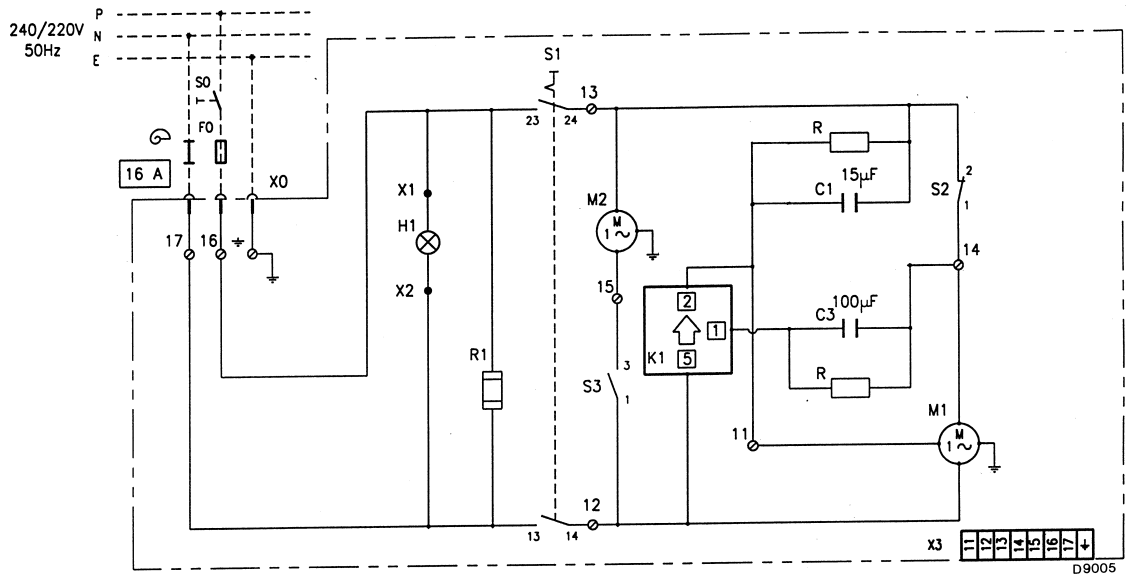 P
240/220V
N
50Hz
E
S1
S0
13
23
24
F0
R
16 A
X0
15µF
C1
2
S2
1
X1
M2
M
1 ~
H1
17
16
14
X2
15
2
100µF
C3
1
K1
5
R1
3
S3
1
R
M1
11
M
1 ~
12
13
14
X3
11
12
13
14
15
16
17
D9005